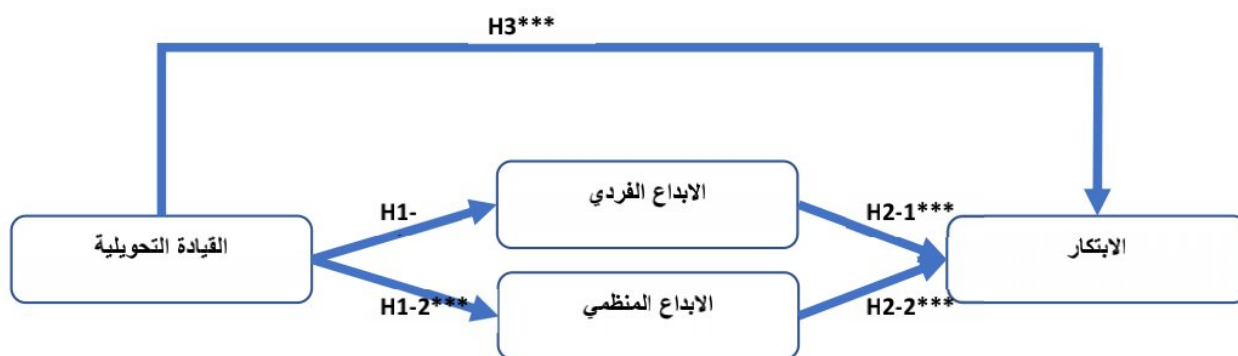 H3***
الابداع الفردي
H1-
H2-1***
القيادة التحويلية
الابتكار
H1-2***
الابداع المنظمي
H2-2***